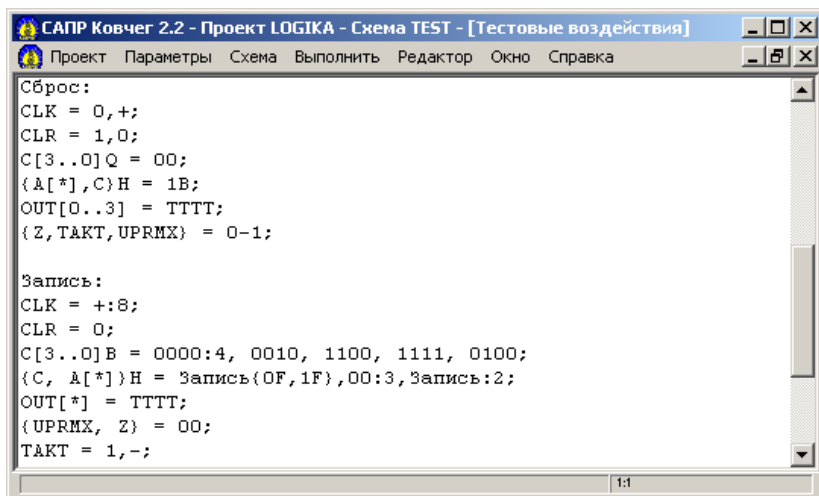 САПР Ковчег 2.2 - Проект LOGIKA - Схема TEST - [Тестовые воздействия]
Проект Параметры Схема Выполнить Редактор Окно Справка
Сброс:
CLK = 0,+;
CLR = 1,0;
C[3..0]Q = 00;
{A[*],C}H = 1B;
OUT[0..3] = TTTT;
{Z,TAKT,UPRMX} = 0-1;
Запись:
CLK = +:8;
CLR = 0;
C[3..0]B = 0000:4, 0010, 1100, 1111, 0100;
{C, A[*]}H = Запись{0F,1F},00:3,Запись:2;
OUT[*] = TTTT;
{UPRMX, Z} = 00;
TAKT = 1,-;
1:1